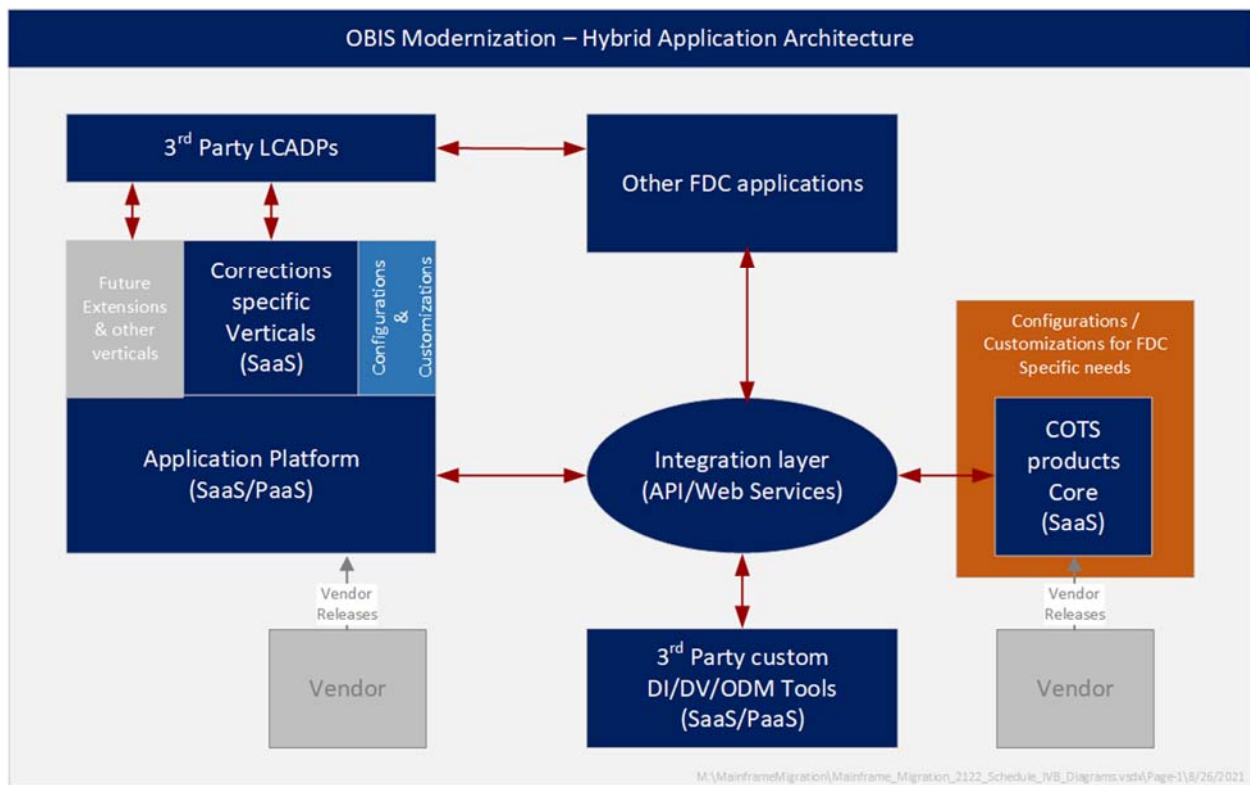 OBIS Modernization – Hybrid Application Architecture
3rd Party LCADPs
Other FDC applications
Future
Extensions
& other
verticals
Corrections
specific
Verticals
(SaaS)
Configurations
&
Customizations
Configurations /
Customizations for FDC
Specific needs
COTS
products
Core
(SaaS)
Application Platform
(SaaS/PaaS)
Integration layer
(API/Web Services)
Vendor
Releases
Vendor
Releases
Vendor
3rd Party custom
DI/DV/ODM Tools
(SaaS/PaaS)
Vendor
M:\MainframeMigration\Mainframe_Migration_2122_Schedule_IVB_Diagrams.vsdx\Page-1\8/26/2021